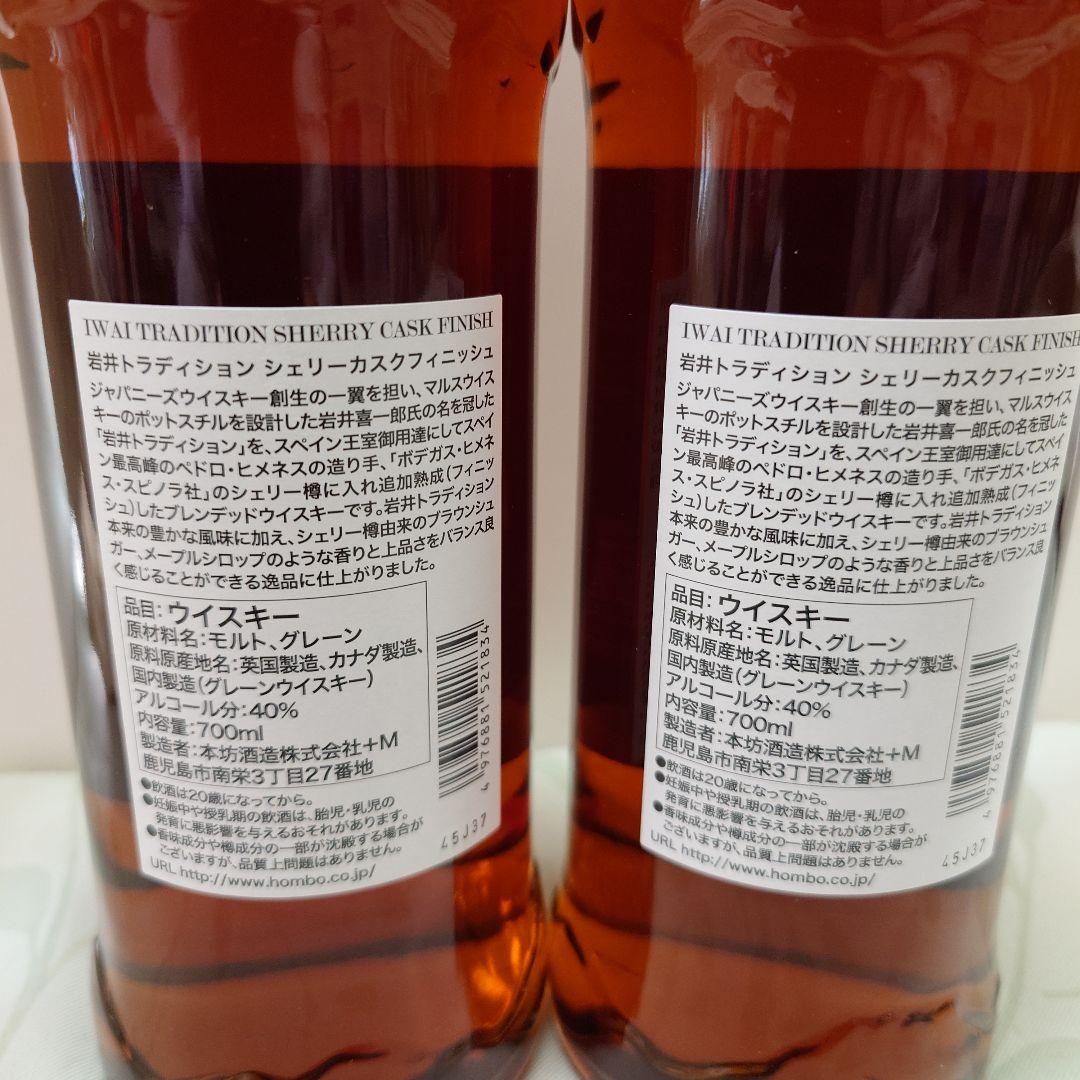 IWAI TRADITION SHERRY CASK FINISH
岩井トラディション シェリーカスクフィニッシュ
ジャパニーズウイスキー創生の一翼を担い、マルスウイス
キーのポットスチルを設計した岩井喜一郎氏の名を冠した
「岩井トラディション」を、スペイン王室御用達にしてスペイ
ン最高峰のペドロ・ヒメネスの造り手、「ボデガス・ヒメネ
ス・スピノラ社」のシェリー樽に入れ追加熟成(フィニッ
シュ)したブレンデッドウイスキーです。岩井トラディション
本来の豊かな風味に加え、シェリー樽由来のブラウンシュ
ガー、メープルシロップのような香りと上品さをバランス良
く感じることができる逸品に仕上がりました。
品目:ウイスキー
原材料名:モルト、グレーン
原料原産地名:英国製造、カナダ製造、
国内製造(グレーンウイスキー)
アルコール分:40%
内容量:700ml
製造者:本坊酒造株式会社+M
鹿児島市南栄3丁目27番地
4 976881 521834
●飲酒は20歳になってから。
●妊娠中や授乳期の飲酒は、胎児・乳児の
発育に悪影響を与えるおそれがあります。
●香味成分や樽成分の一部が沈殿する場合が
ございますが、品質上問題はありません。
URL http://www.hombo.co.jp/
45J37
IWAI TRADITION SHERRY CASK FINISH
岩井トラディション シェリーカスクフィニッシュ
ジャパニーズウイスキー創生の一翼を担い、マルスウイス
キーのポットスチルを設計した岩井喜一郎氏の名を冠した
「岩井トラディション」を、スペイン王室御用達にしてスペイ
ン最高峰のペドロ・ヒメネスの造り手、「ボデガス・ヒメネ
ス・スピノラ社」のシェリー樽に入れ追加熟成(フィニッ
シュ)したブレンデッドウイスキーです。岩井トラディション
本来の豊かな風味に加え、シェリー樽由来のブラウンシュ
ガー、メープルシロップのような香りと上品さをバランス良
く感じることができる逸品に仕上がりました。
品目:ウイスキー
原材料名:モルト、グレーン
原料原産地名:英国製造、カナダ製造、
国内製造(グレーンウイスキー)
アルコール分:40%
内容量:700ml
製造者:本坊酒造株式会社+M
鹿児島市南栄3丁目27番地
4 976881 521834
●飲酒は20歳になってから。
●妊娠中や授乳期の飲酒は、胎児・乳児の
発育に悪影響を与えるおそれがあります。
●香味成分や樽成分の一部が沈殿する場合が
ございますが、品質上問題はありません。
URL http://www.hombo.co.jp/
45J37